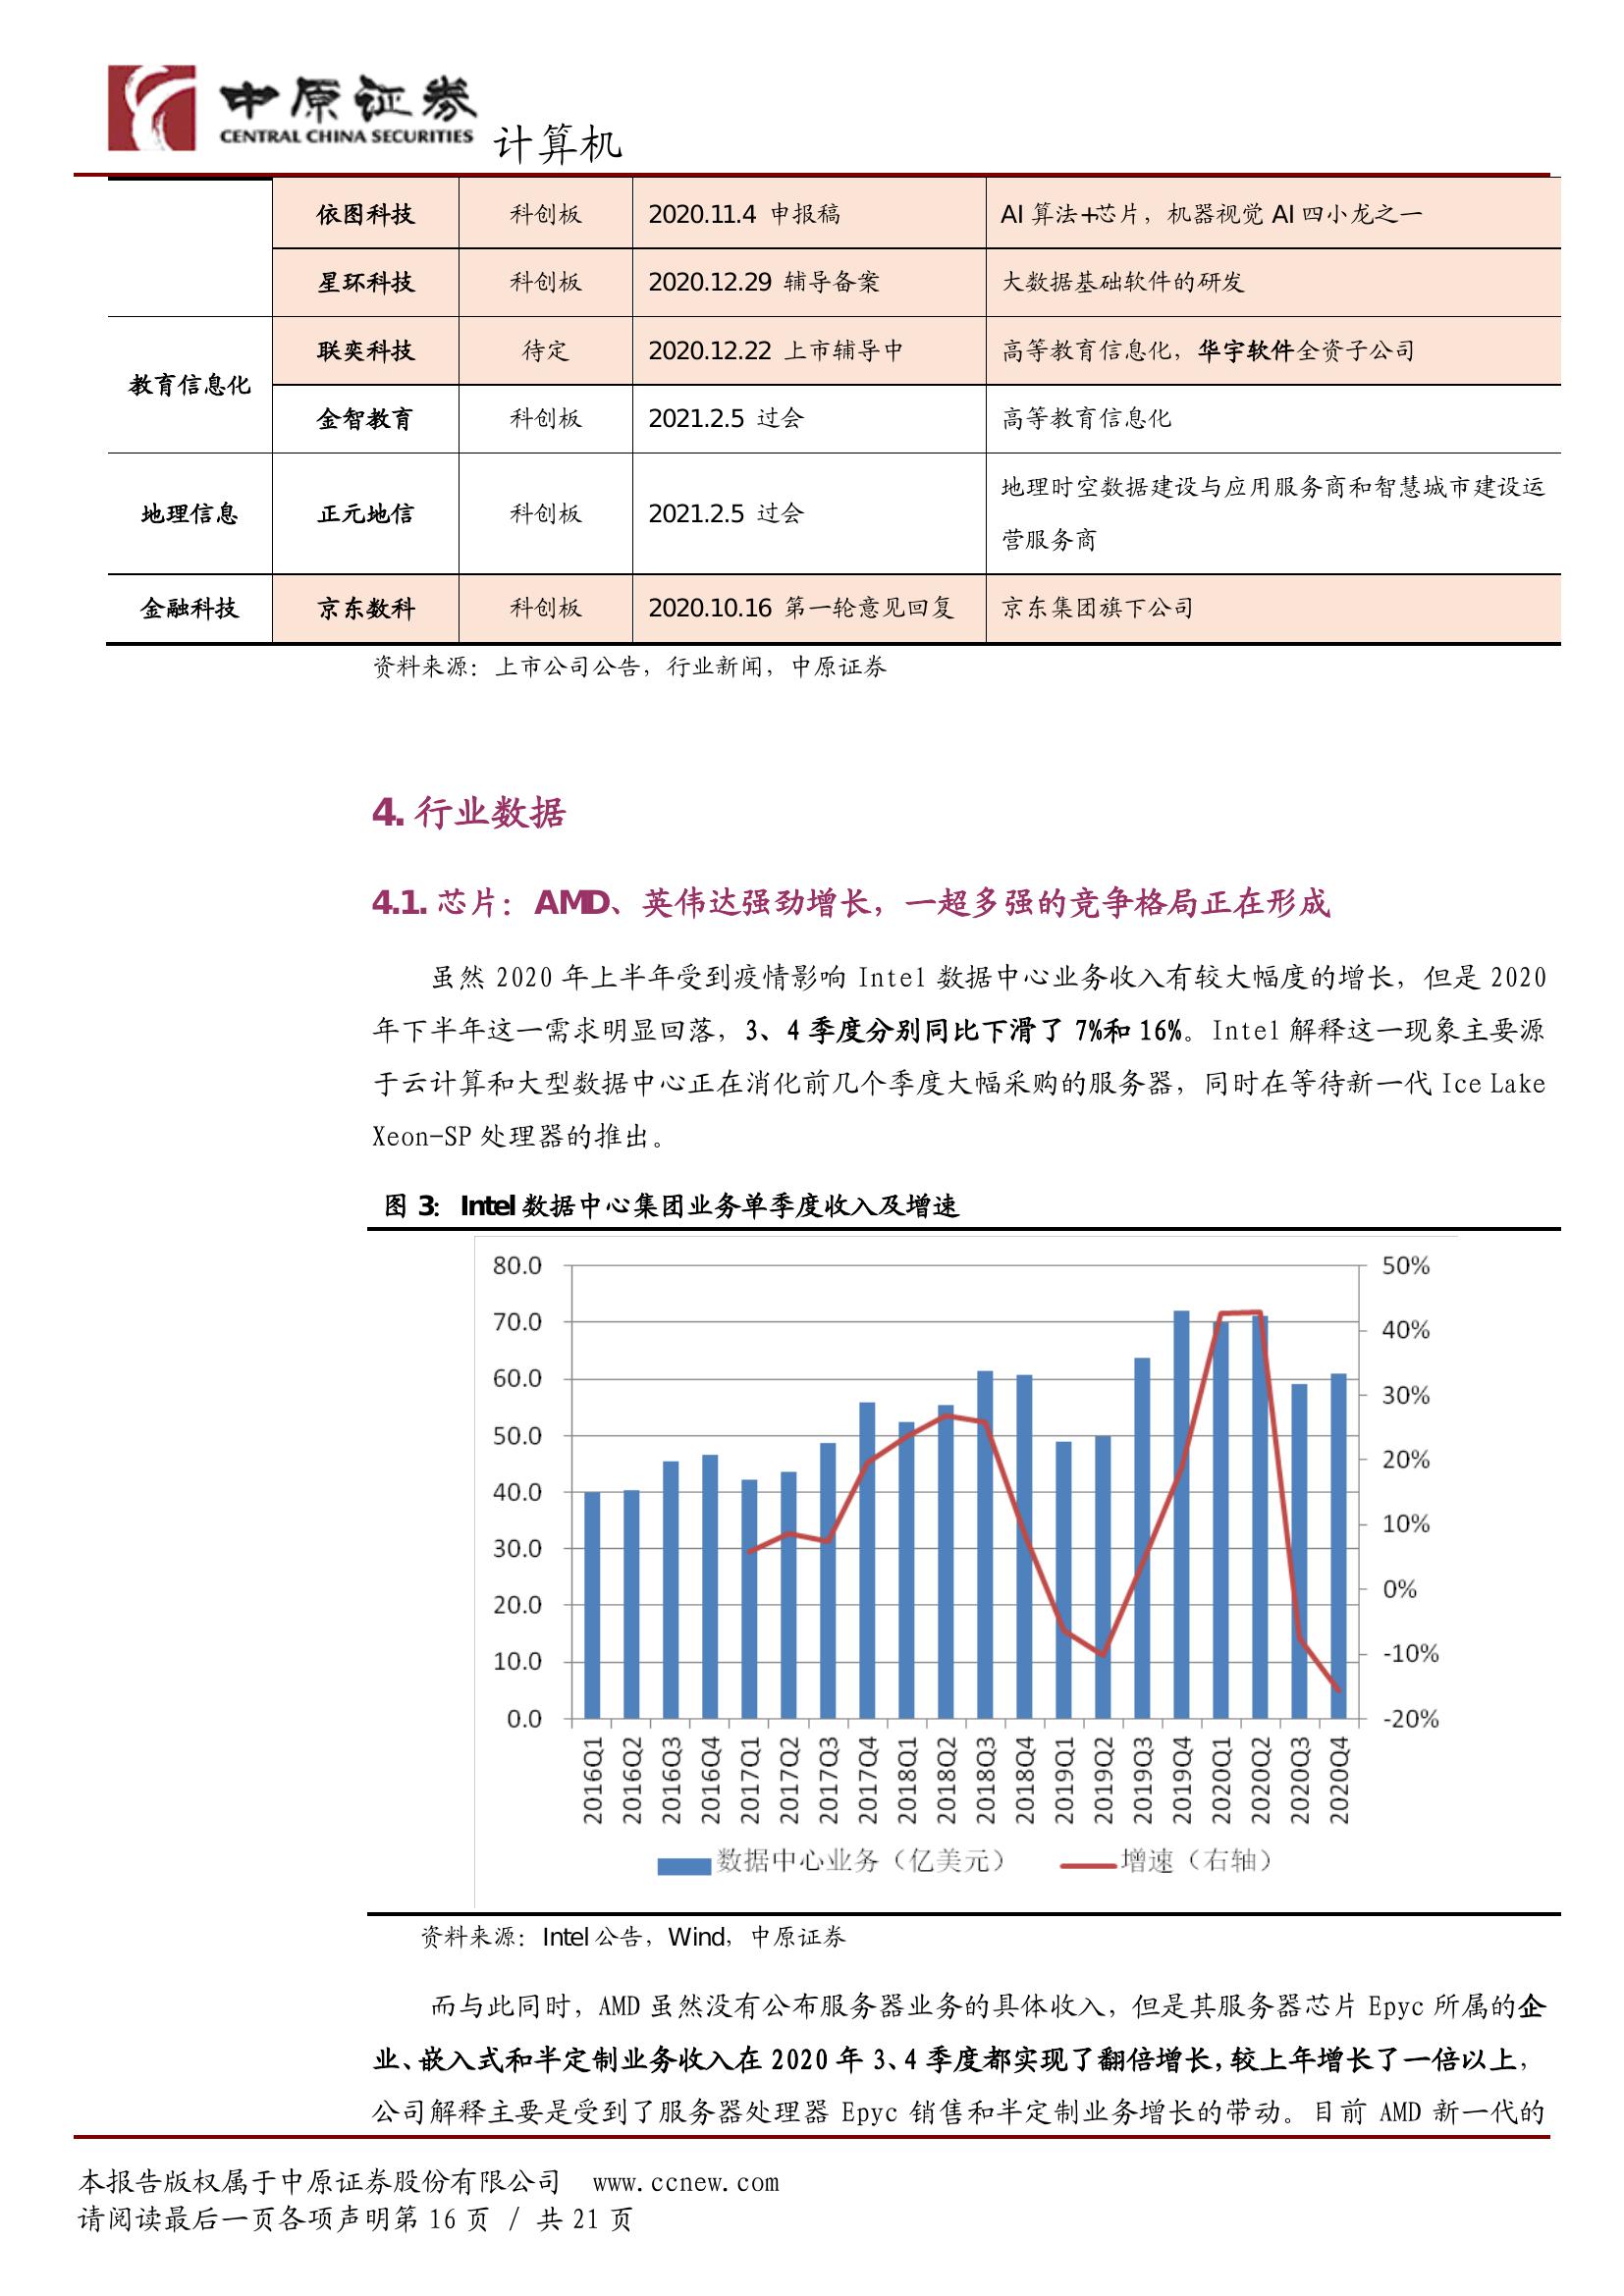 中原证券
CENTRAL CHINA SECURITIES
计算机
依图科技 科创板 2020.11.4 申报稿 AI 算法+芯片，机器视觉 AI 四小龙之一
星环科技 科创板 2020.12.29 辅导备案 大数据基础软件的研发
教育信息化
联奕科技 待定 2020.12.22 上市辅导中 高等教育信息化，华宇软件全资子公司
金智教育 科创板 2021.2.5 过会 高等教育信息化
地理信息 正元地信 科创板 2021.2.5 过会 地理时空数据建设与应用服务商和智慧城市建设运
营服务商
金融科技 京东数科 科创板 2020.10.16 第一轮意见回复 京东集团旗下公司
资料来源：上市公司公告，行业新闻，中原证券
4. 行业数据
4.1. 芯片：AMD、英伟达强劲增长，一超多强的竞争格局正在形成
虽然 2020 年上半年受到疫情影响 Intel 数据中心业务收入有较大幅度的增长，但是 2020
年下半年这一需求明显回落，3、4 季度分别同比下滑了 7%和 16%。Intel 解释这一现象主要源
于云计算和大型数据中心正在消化前几个季度大幅采购的服务器，同时在等待新一代 Ice Lake
Xeon-SP 处理器的推出。
图 3：Intel 数据中心集团业务单季度收入及增速
80.0 50%
70.0 40%
60.0 30%
50.0 20%
40.0 10%
30.0 0%
20.0 -10%
10.0 -20%
0.0
2016Q1 2016Q2 2016Q3 2016Q4 2017Q1 2017Q2 2017Q3 2017Q4 2018Q1 2018Q2 2018Q3 2018Q4 2019Q1 2019Q2 2019Q3 2019Q4 2020Q1 2020Q2 2020Q3 2020Q4
数据中心业务（亿美元） 增速（右轴）
资料来源：Intel 公告，Wind，中原证券
而与此同时，AMD 虽然没有公布服务器业务的具体收入，但是其服务器芯片 Epyc 所属的企
业、嵌入式和半定制业务收入在 2020 年 3、4 季度都实现了翻倍增长，较上年增长了一倍以上，
公司解释主要是受到了服务器处理器 Epyc 销售和半定制业务增长的带动。目前 AMD 新一代的
本报告版权属于中原证券股份有限公司 www.ccnew.com
请阅读最后一页各项声明第 16 页 / 共 21 页